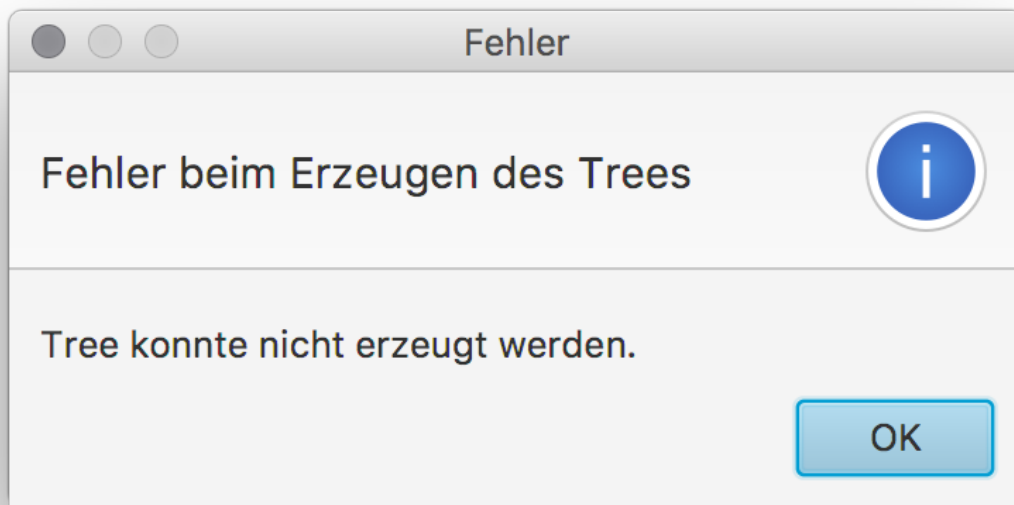 Fehler
Fehler beim Erzeugen des Trees
i
Tree konnte nicht erzeugt werden.
OK